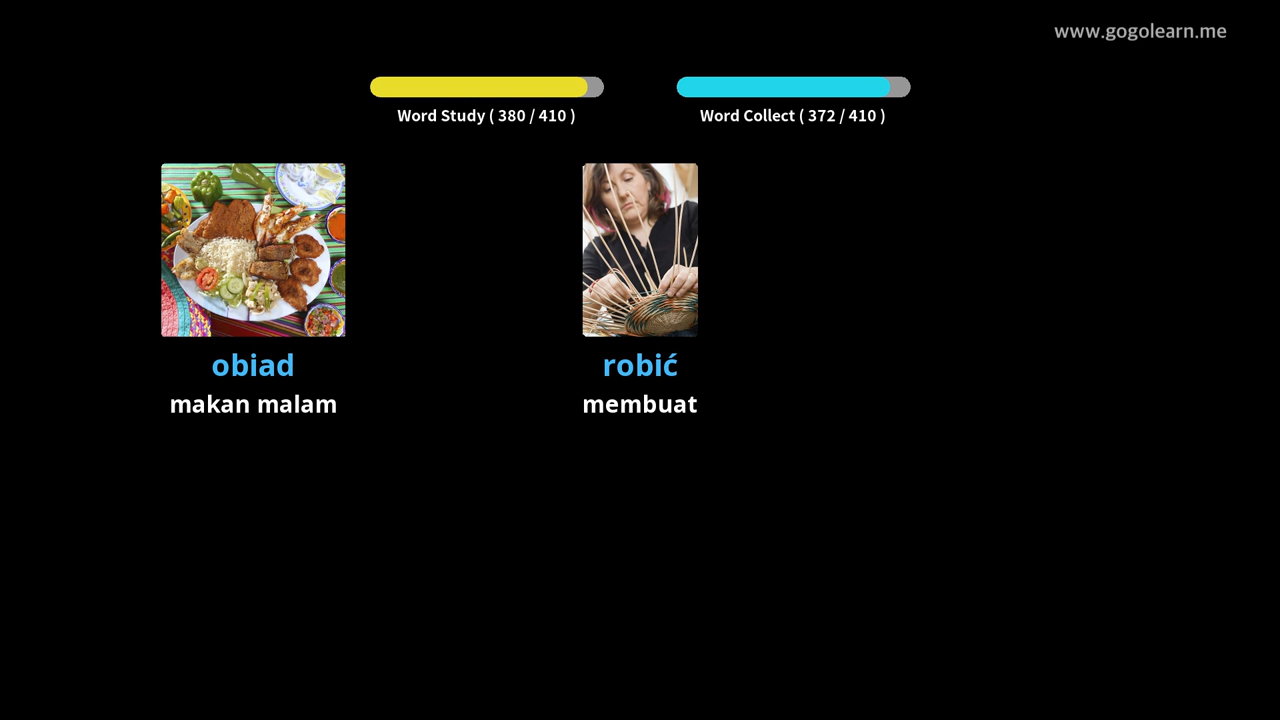 www.gogolearn.me
Word Study ( 380 / 410 )
Word Collect ( 372 / 410 )
obiad
makan malam
robić
membuat